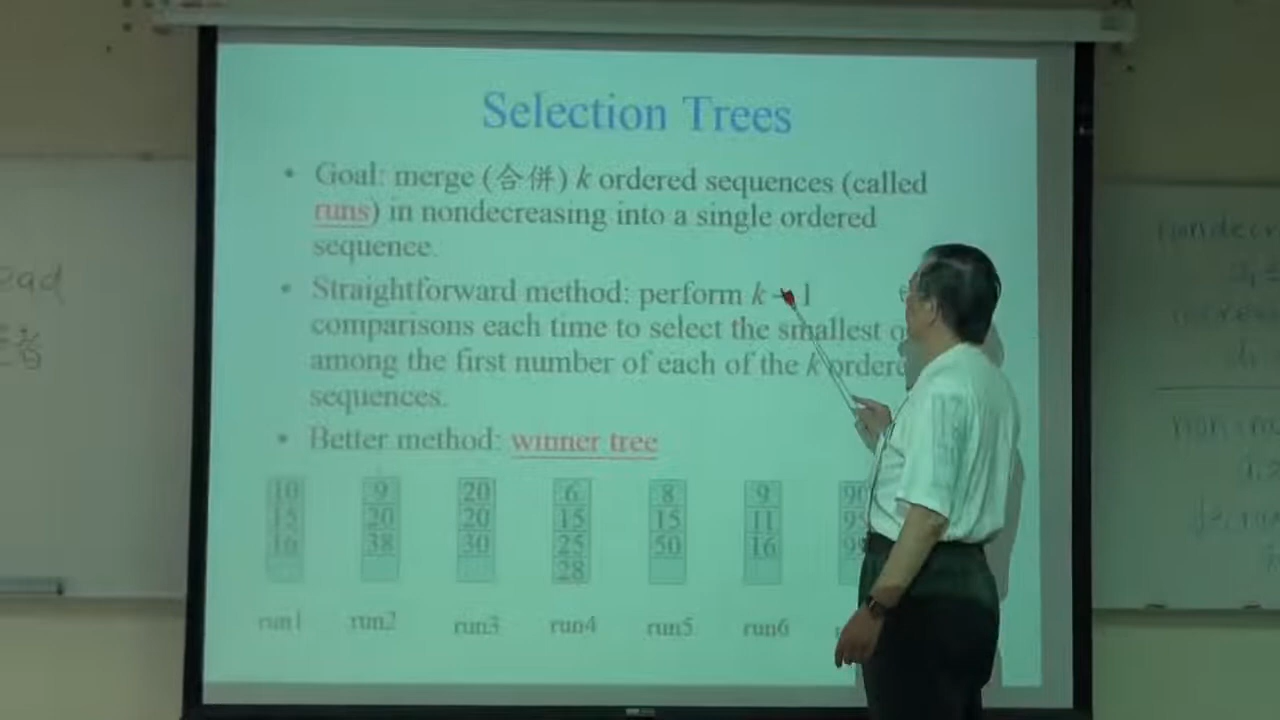 Selection Trees
• Goal: merge (合併) k ordered sequences (called
runs) in nondecreasing into a single ordered
sequence.
• Straightforward method: perform k - 1
comparisons each time to select the smallest
among the first number of each of the k
sequences.
• Better method: winner tree
10 9 20 6 8 9 90
15 20 20 15 15 11
16 38 30 25 50 16
28
run1 run2 run3 run4 run5 run6